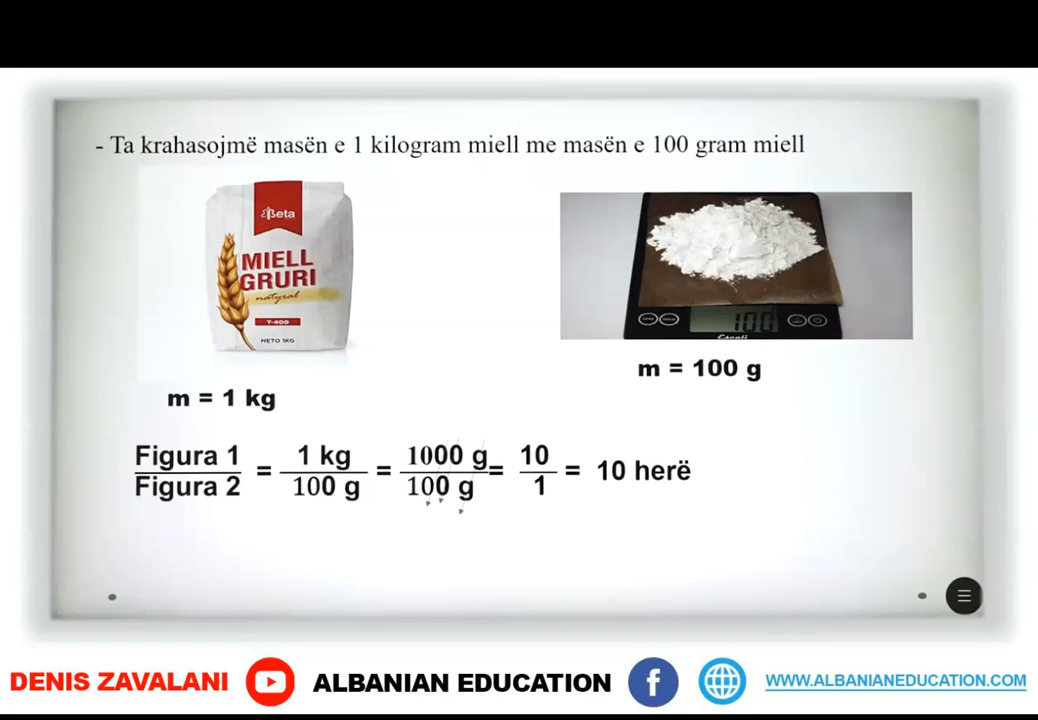 - Ta krahasojmë masën e 1 kilogram miell me masën e 100 gram miell
Beta
MIELL
GRURI
natyral
T-400
NETO 1KG
100
Escali
m = 1 kg
m = 100 g
Figura 1 / Figura 2 = 1 kg / 100 g = 1000 g / 100 g = 10 / 1 = 10 herë
DENIS ZAVALANI
ALBANIAN EDUCATION
WWW.ALBANIANEDUCATION.COM